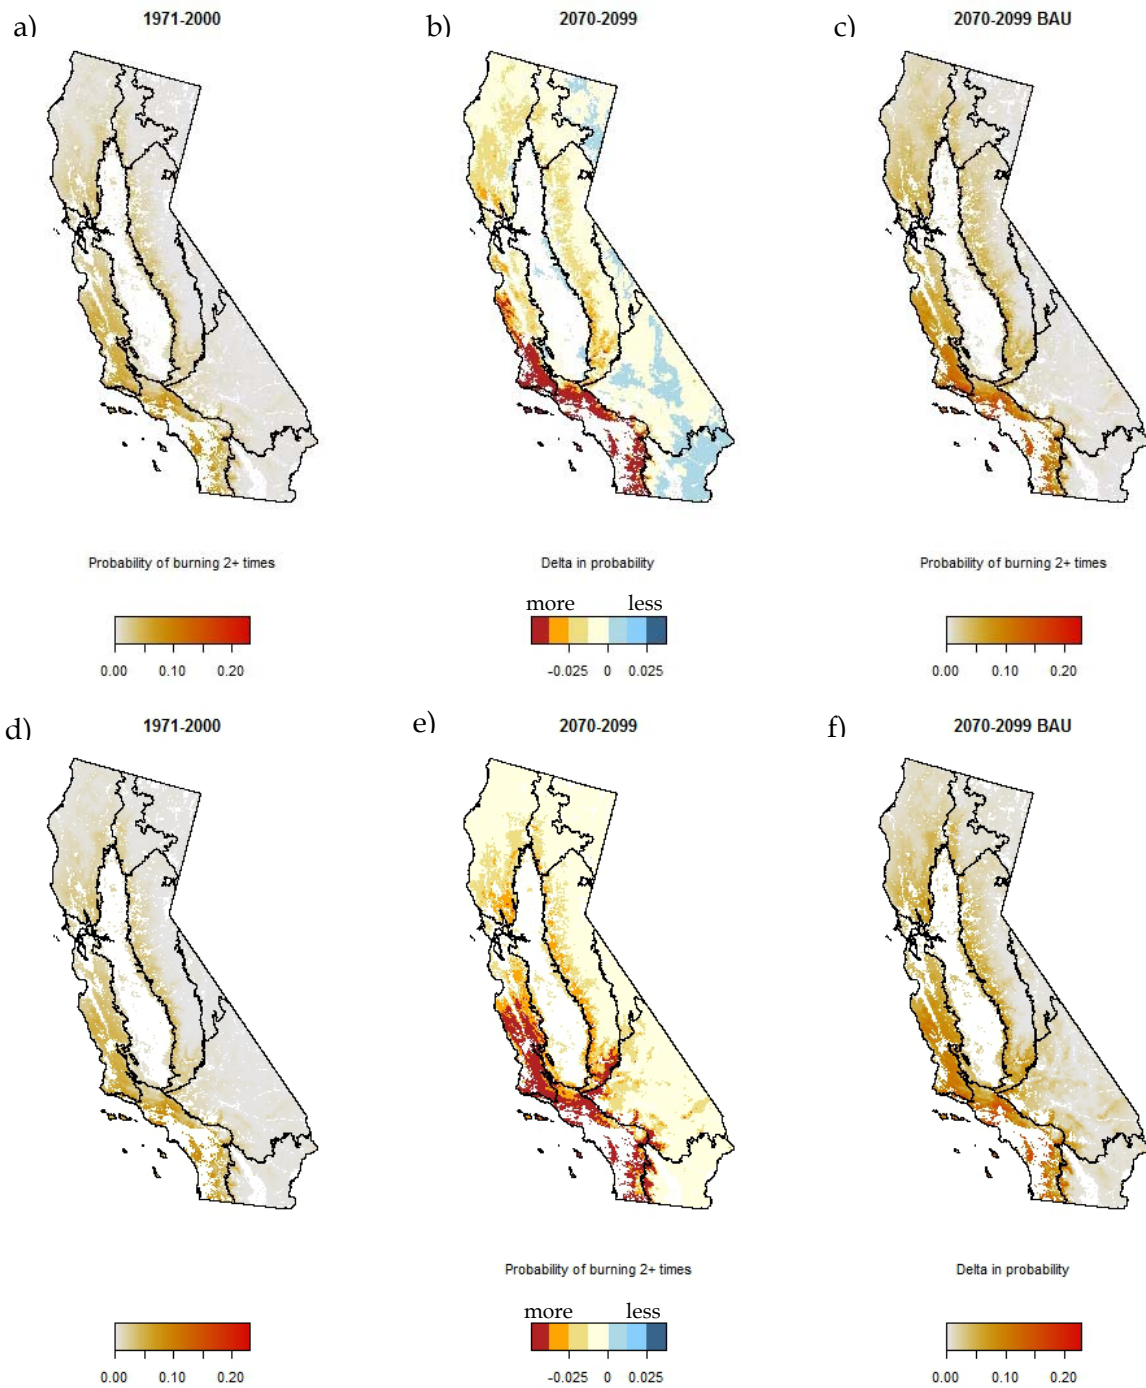 a) 1971-2000
b) 2070-2099
c) 2070-2099 BAU
Probability of burning 2+ times
Delta in probability
Probability of burning 2+ times
more less
0.00 0.10 0.20
-0.025 0 0.025
0.00 0.10 0.20
d) 1971-2000
e) 2070-2099
f) 2070-2099 BAU
Probability of burning 2+ times
Delta in probability
more less
0.00 0.10 0.20
-0.025 0 0.025
0.00 0.10 0.20